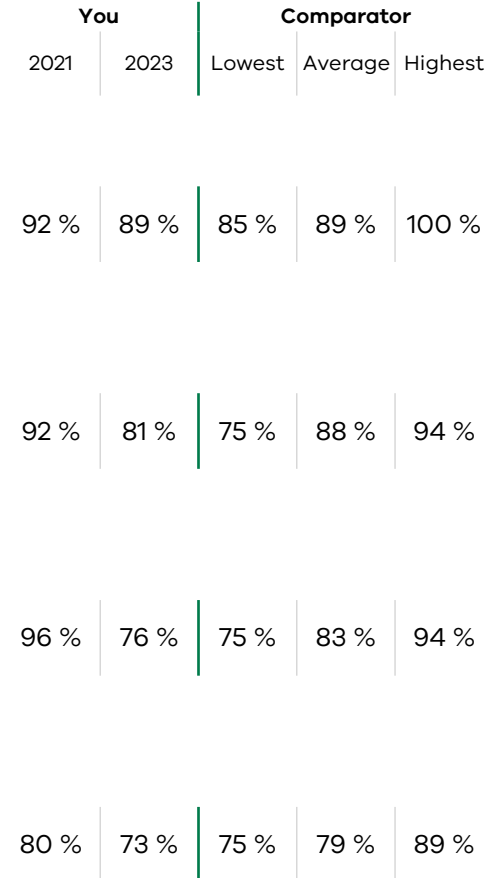 You Comparator
2021 2023 Lowest Average Highest
92 % 89 % 85 % 89 % 100 %
92 % 81 % 75 % 88 % 94 %
96 % 76 % 75 % 83 % 94 %
80 % 73 % 75 % 79 % 89 %